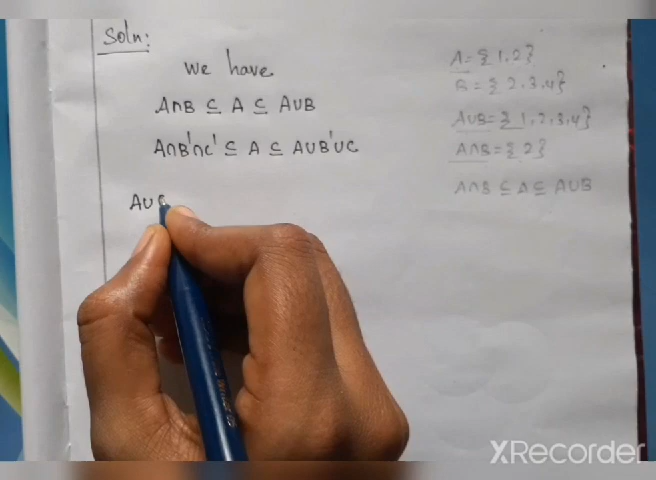 Soln:
we have
A∩B ⊆ A ⊆ A∪B
A∩B'∩C' ⊆ A ⊆ A∪B'∪C
A∪
A = {1,2}
B = {2,3,4}
A∪B = {1,2,3,4}
A∩B = {2}
A∩B ⊆ A ⊆ A∪B
XRecorder